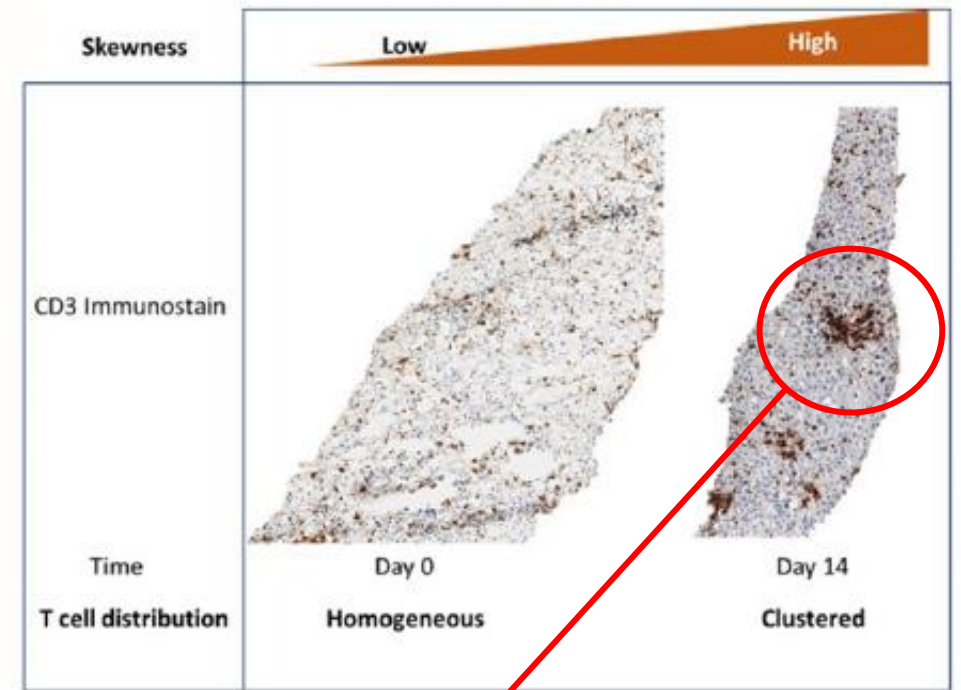 Skewness Low High
CD3 Immunostain
Time Day 0 Day 14
T cell distribution Homogeneous Clustered